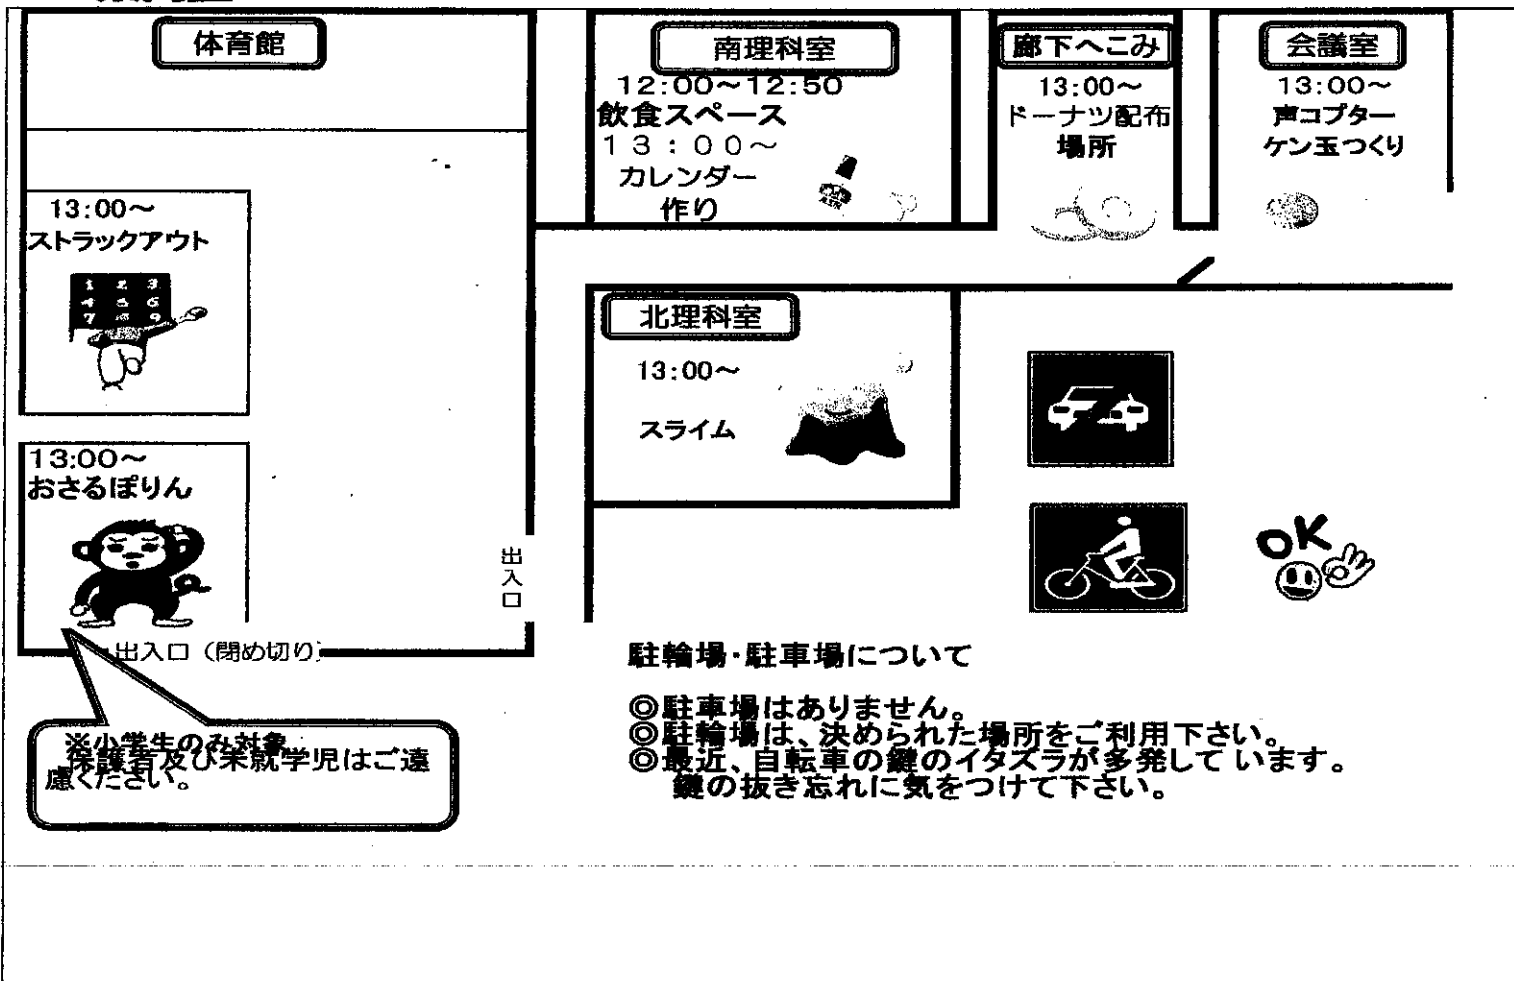 体育館
13:00～
ストラックアウト
1 2 3
4 5 6
7 8 9
13:00～
おさるぽりん
出入口
出入口（閉め切り）
※小学生のみ対象
保護者及び未就学児はご遠
慮ください。
南理科室
12:00～12:50
飲食スペース
13：00～
カレンダー
作り
廊下へこみ
13:00～
ドーナツ配布
場所
会議室
13:00～
声コプター
ケン玉つくり
北理科室
13:00～
スライム
OK
駐輪場・駐車場について
◎駐車場はありません。
◎駐輪場は、決められた場所をご利用下さい。
◎最近、自転車の鍵のイタズラが多発しています。
鍵の抜き忘れに気をつけて下さい。